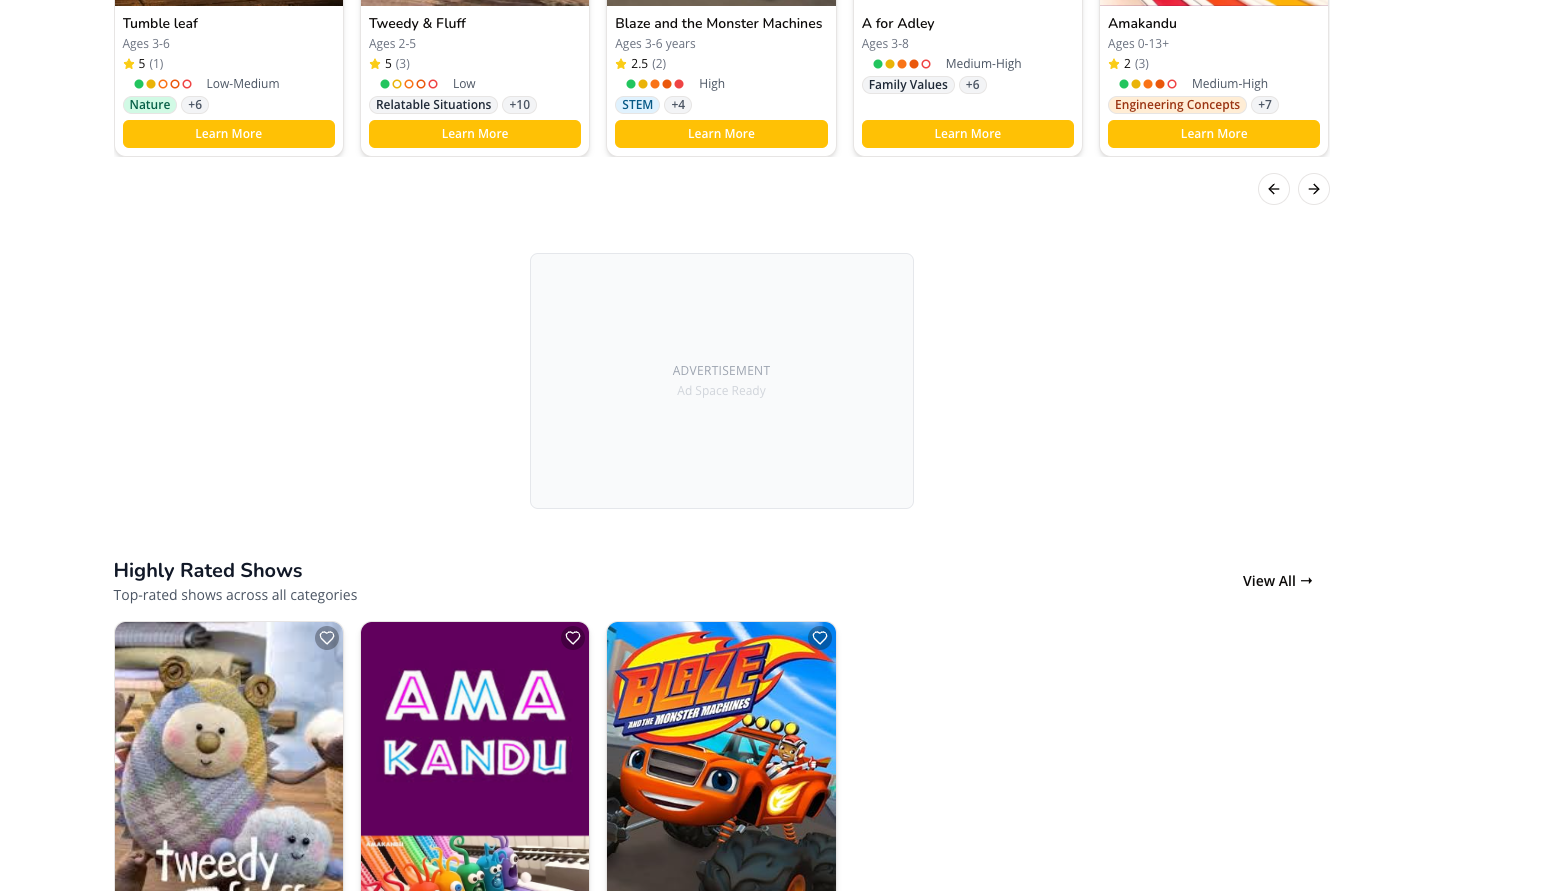 Tumble leaf
Ages 3-6
5 (1)
Low-Medium
Nature +6
Learn More
Tweedy & Fluff
Ages 2-5
5 (3)
Low
Relatable Situations +10
Learn More
Blaze and the Monster Machines
Ages 3-6 years
2.5 (2)
High
STEM +4
Learn More
A for Adley
Ages 3-8
Medium-High
Family Values +6
Learn More
Amakandu
Ages 0-13+
2 (3)
Medium-High
Engineering Concepts +7
Learn More
ADVERTISEMENT
Ad Space Ready
Highly Rated Shows
Top-rated shows across all categories
View All →
tweedy
AMA
KANDU
AMAKANDU
BLAZE
AND THE MONSTER MACHINES